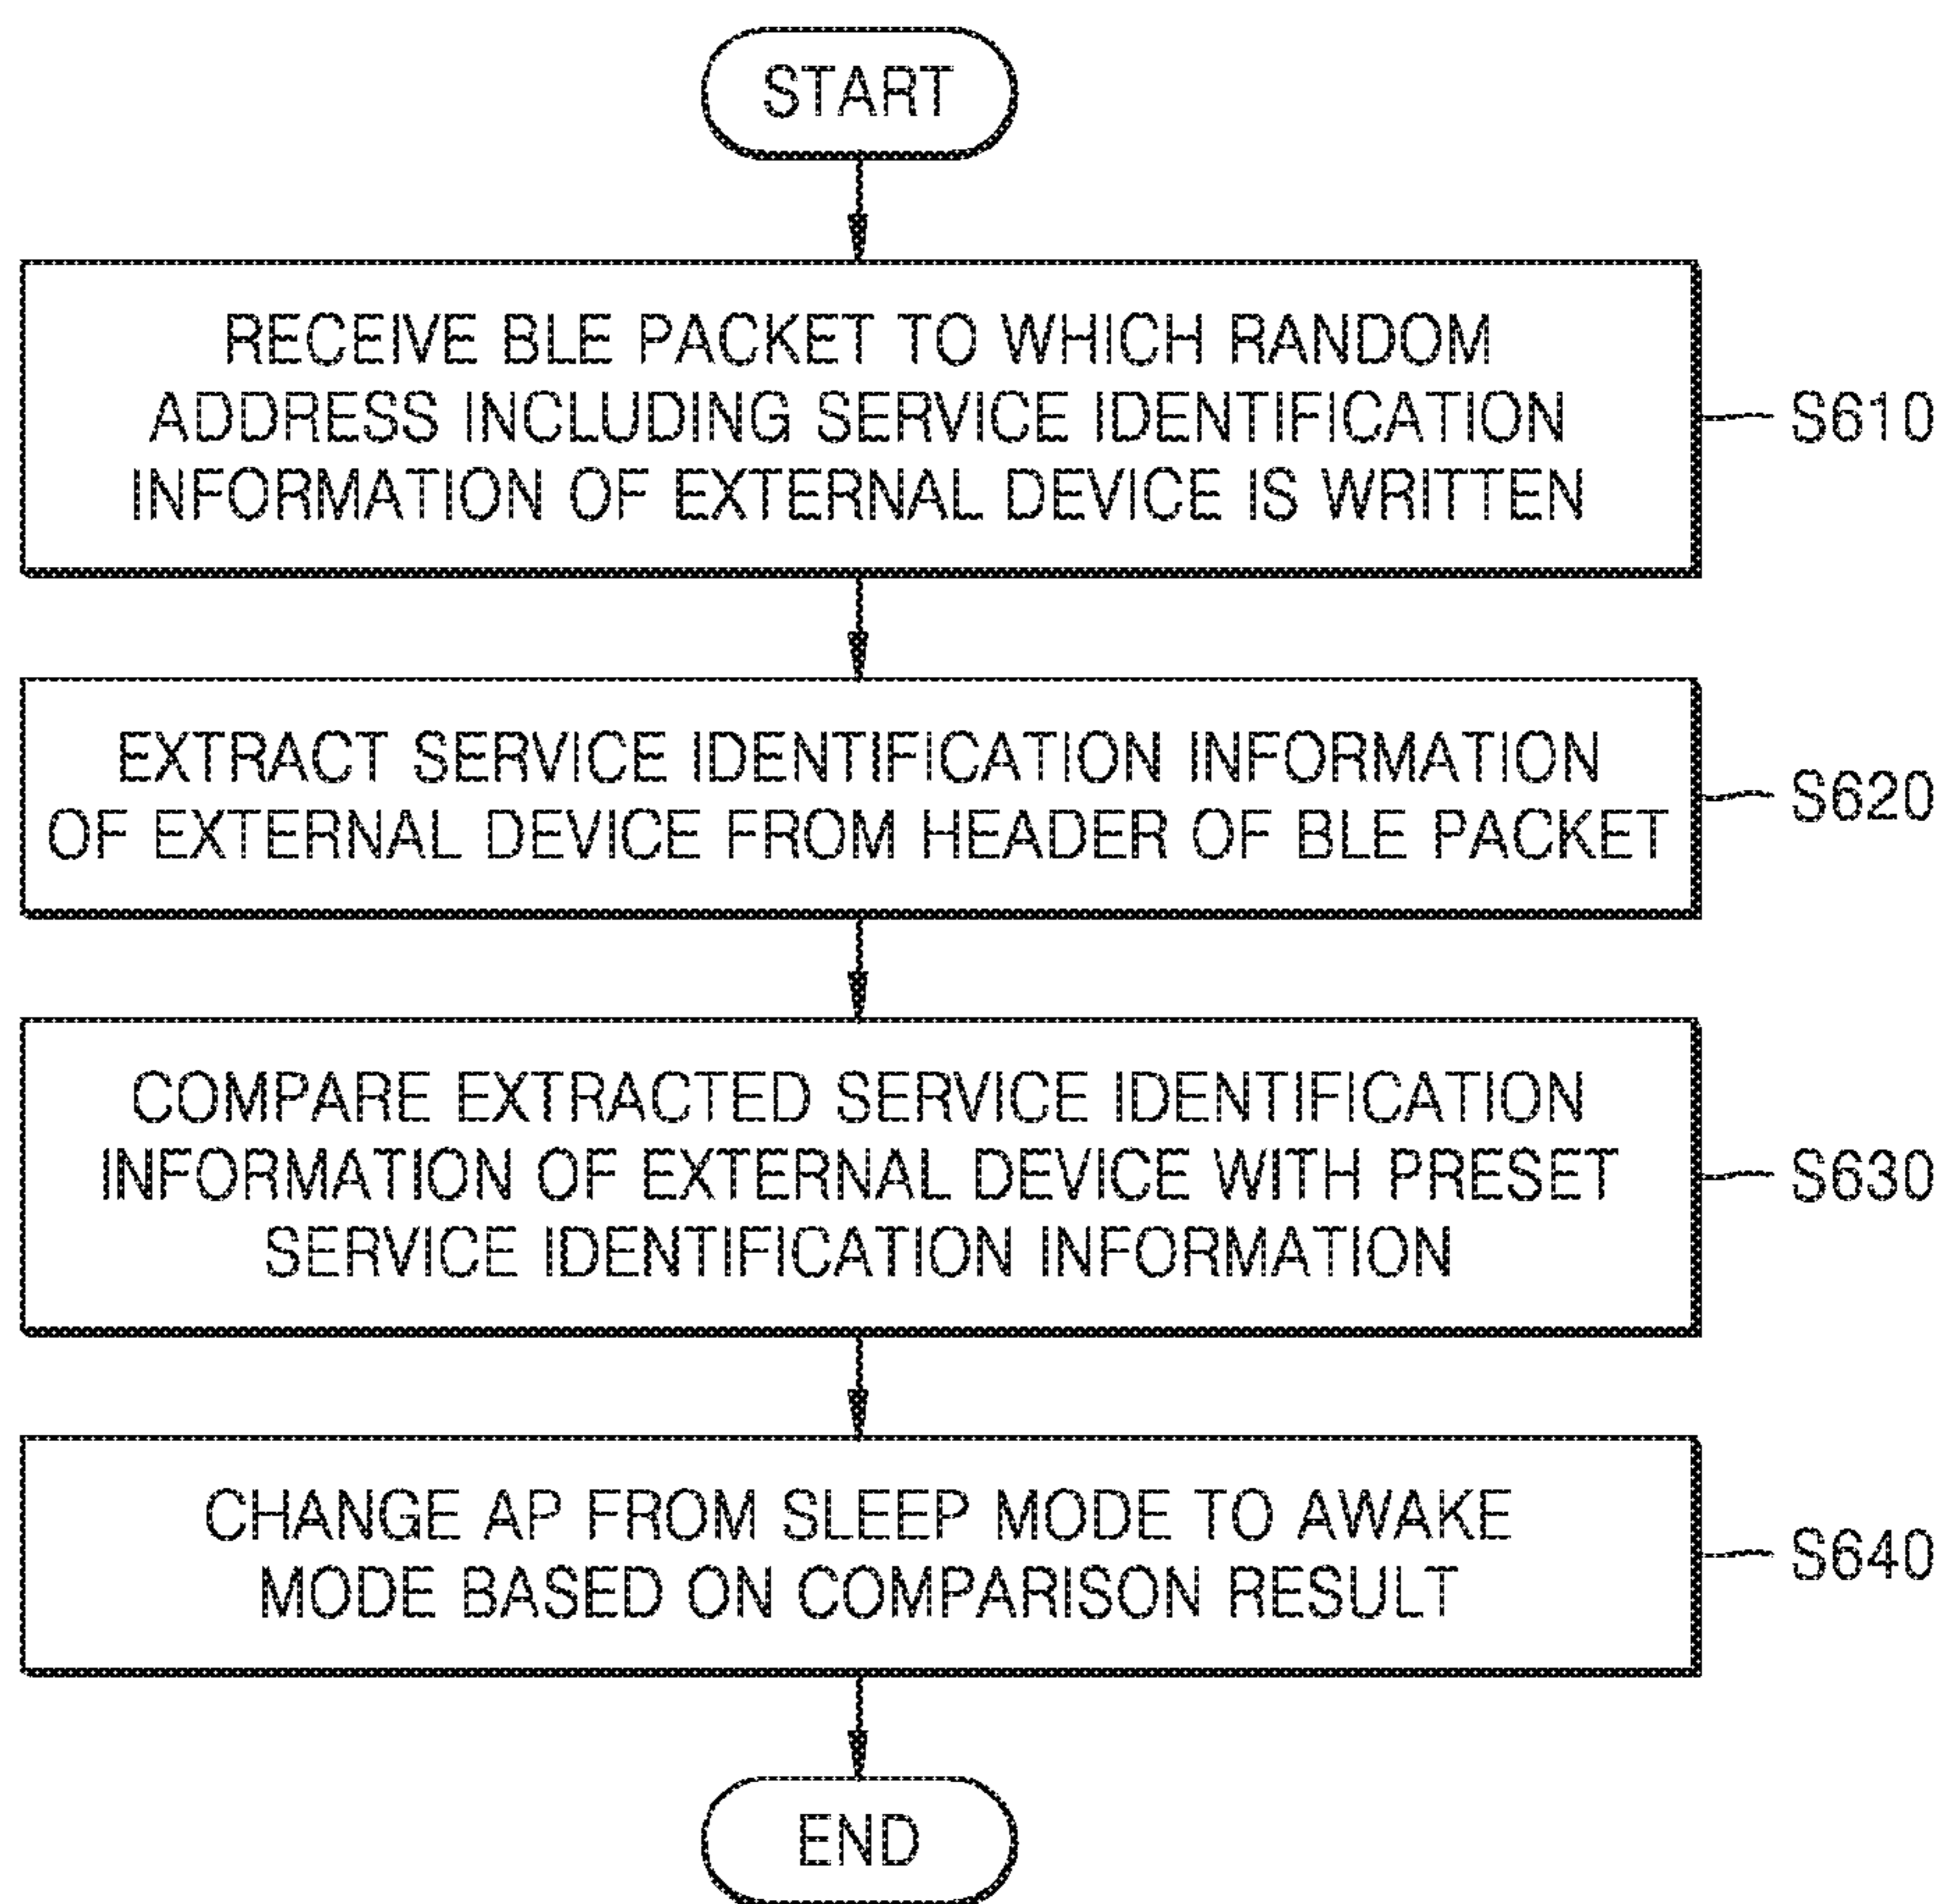 START
RECEIVE BLE PACKET TO WHICH RANDOM
ADDRESS INCLUDING SERVICE IDENTIFICATION
INFORMATION OF EXTERNAL DEVICE IS WRITTEN
S610
EXTRACT SERVICE IDENTIFICATION INFORMATION
OF EXTERNAL DEVICE FROM HEADER OF BLE PACKET
S620
COMPARE EXTRACTED SERVICE IDENTIFICATION
INFORMATION OF EXTERNAL DEVICE WITH PRESET
SERVICE IDENTIFICATION INFORMATION
S630
CHANGE AP FROM SLEEP MODE TO AWAKE
MODE BASED ON COMPARISON RESULT
S640
END